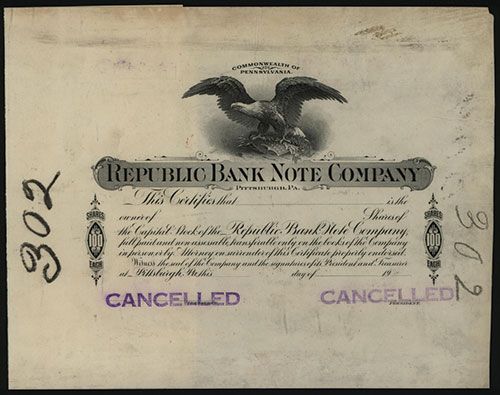 COMMONWEALTH OF
PENNSYLVANIA.
REPUBLIC BANK NOTE COMPANY
PITTSBURGH, PA.
This Certifies that is the
owner of Shares of
the Capital Stock of the Republic Bank Note Company
full paid and non assessable, transferable only on the books of the Company
in person or by Attorney on surrender of this Certificate properly endorsed.
Witness the seal of the Company and the signatures of its President and Treasurer
at Pittsburgh, Pa. this day of 19
SHARES
100
EACH
SHARES
100
EACH
CANCELLED
CANCELLED
PRESIDENT.
302
302